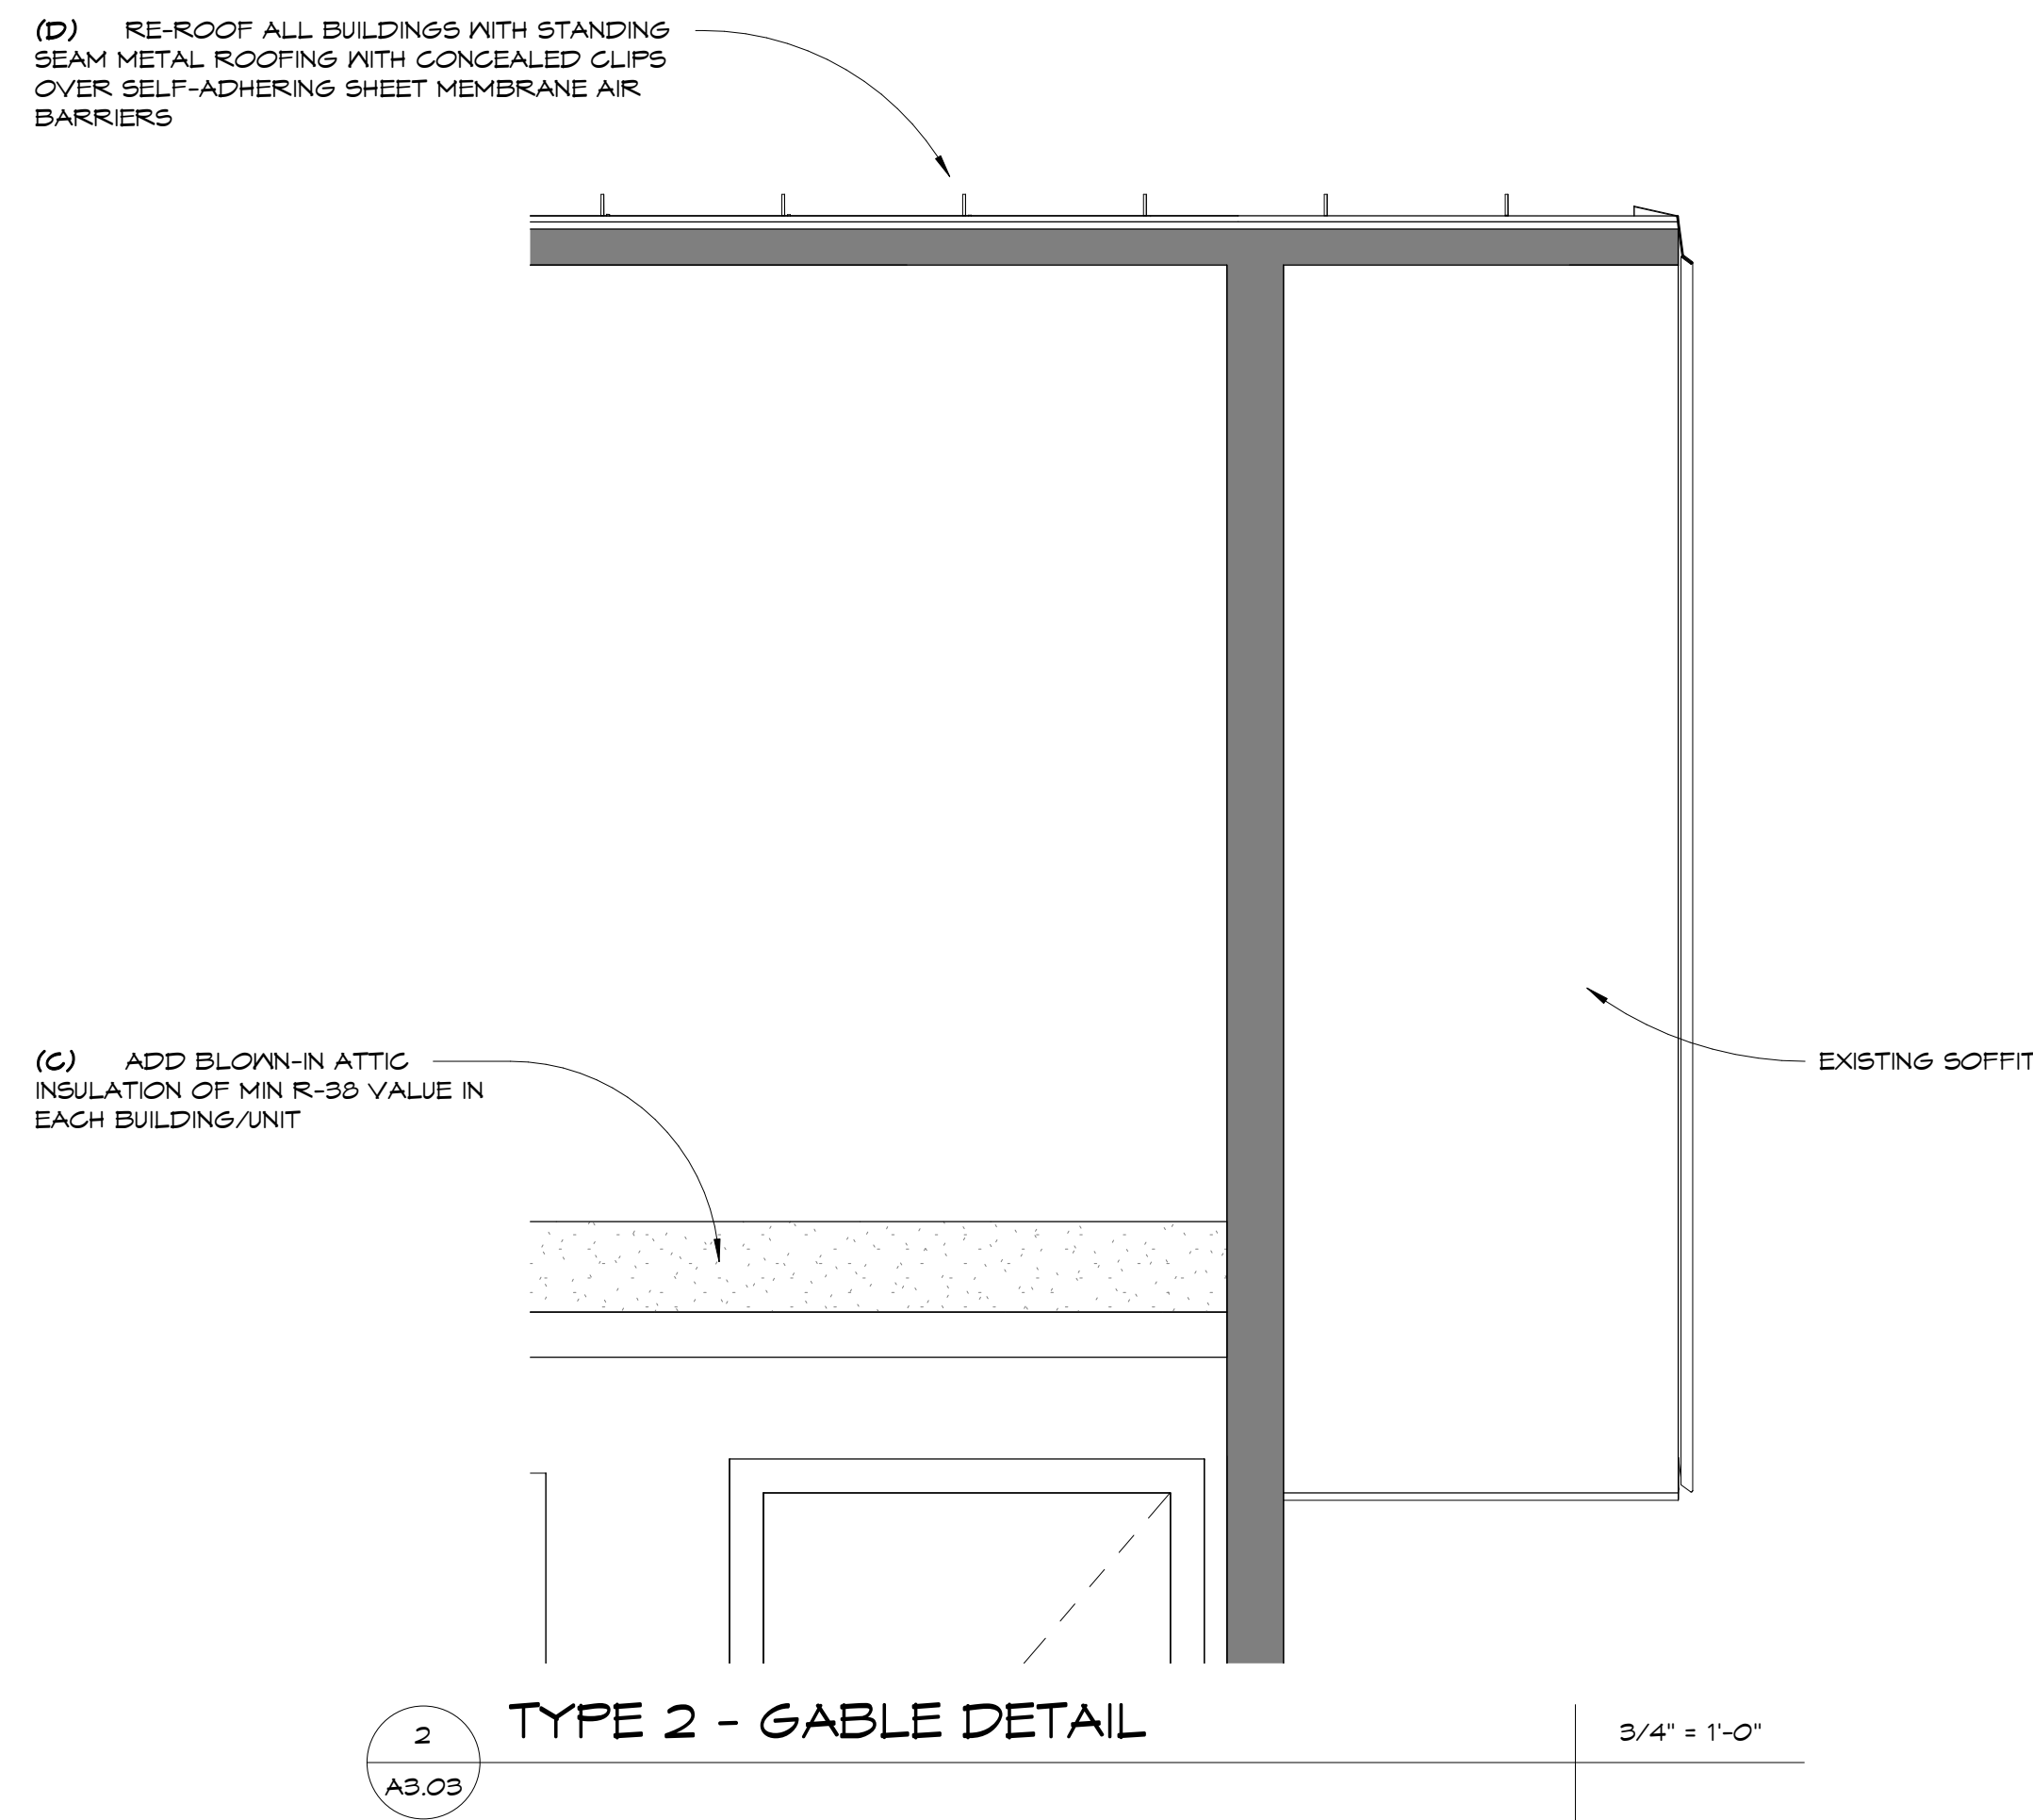 (D) RE-ROOF ALL BUILDINGS WITH STANDING
SEAM METAL ROOFING WITH CONCEALED CLIPS
OVER SELF-ADHERING SHEET MEMBRANE AIR
BARRIERS
(C) ADD BLOWN-IN ATTIC
INSULATION OF MIN R-38 VALUE IN
EACH BUILDING/UNIT
EXISTING SOFFIT
2
A3.03
TYPE 2 - GABLE DETAIL
3/4" = 1'-0"